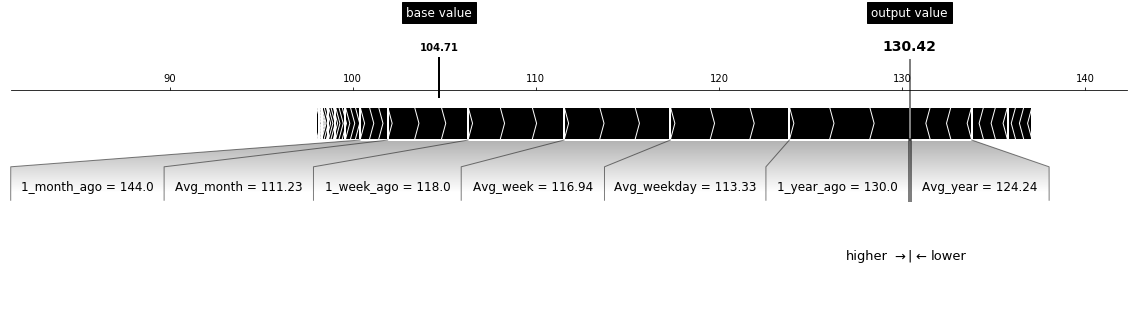 base value output value
104.71 130.42
90 100 110 120 130 140
1_month_ago = 144.0 Avg_month = 111.23 1_week_ago = 118.0 Avg_week = 116.94 Avg_weekday = 113.33 1_year_ago = 130.0 Avg_year = 124.24
higher →|← lower